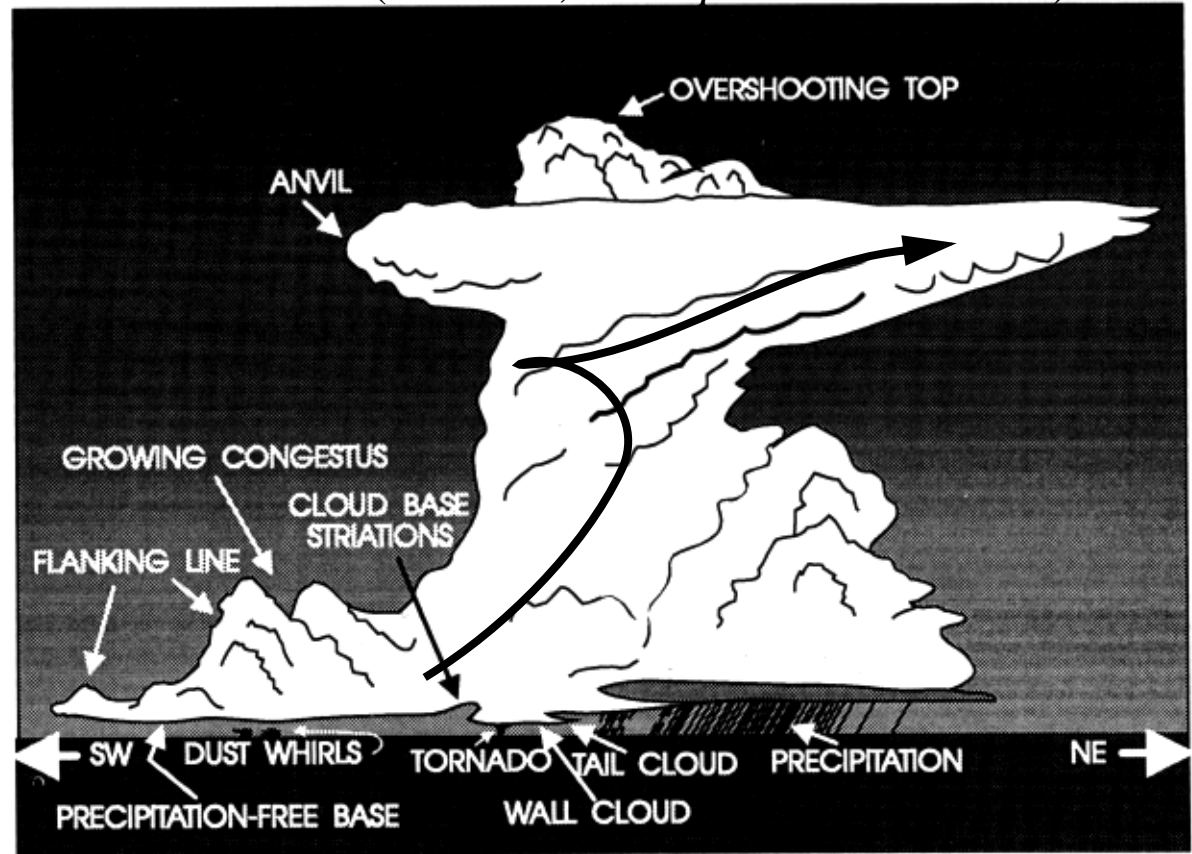 OVERSHOOTING TOP
ANVIL
GROWING CONGESTUS
CLOUD BASE
STRIATIONS
FLANKING LINE
SW
DUST WHIRLS
TORNADO
TAIL CLOUD
PRECIPITATION
NE
PRECIPITATION-FREE BASE
WALL CLOUD